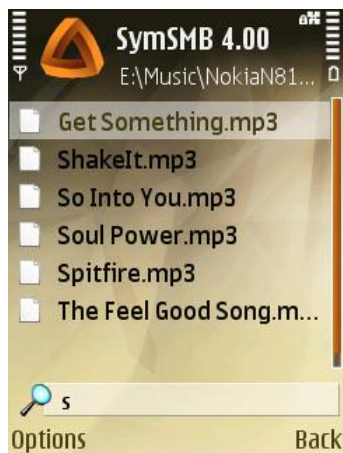 SymSMB 4.00
E:\Music\NokiaN81...
Get Something.mp3
ShakeIt.mp3
So Into You.mp3
Soul Power.mp3
Spitfire.mp3
The Feel Good Song.m...
s
Options Back